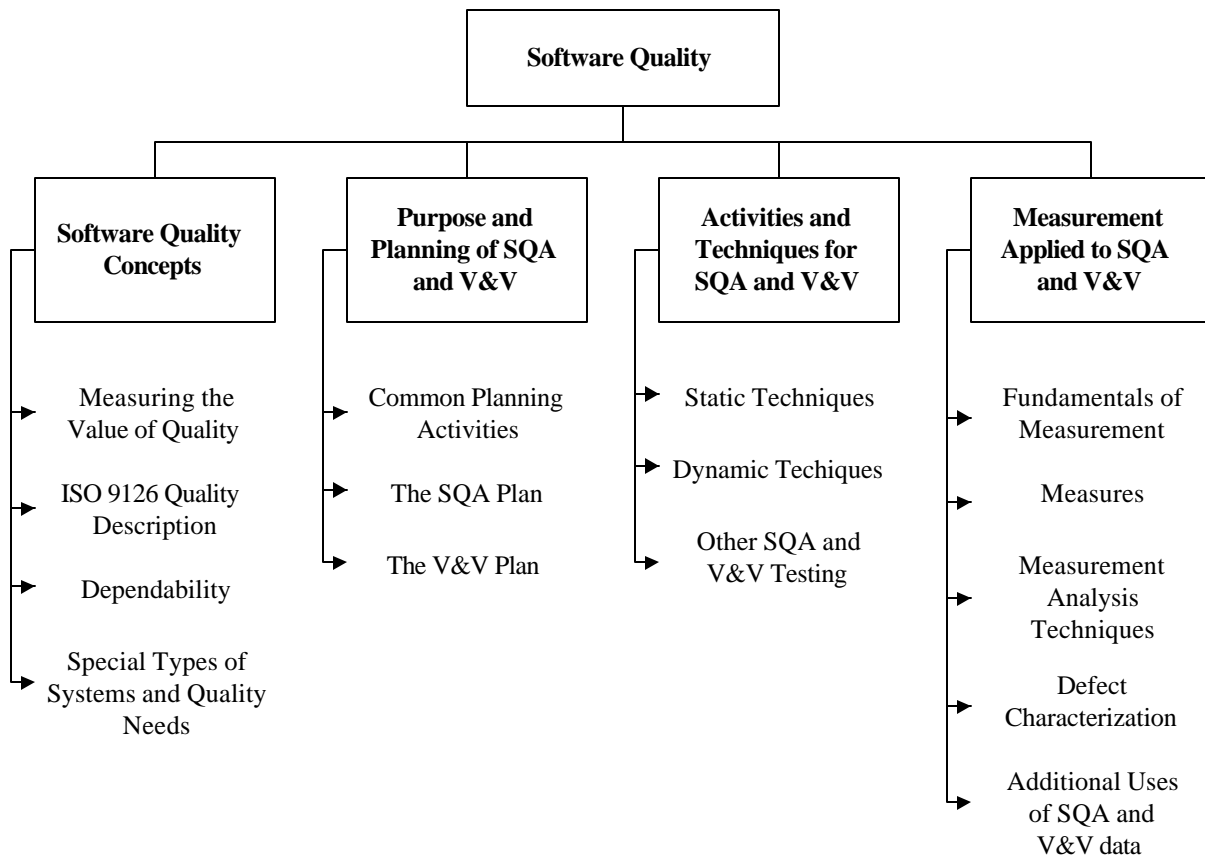 Software Quality
Software Quality
Concepts
Purpose and
Planning of SQA
and V&V
Activities and
Techniques for
SQA and V&V
Measurement
Applied to SQA
and V&V
Measuring the
Value of Quality
ISO 9126 Quality
Description
Dependability
Special Types of
Systems and Quality
Needs
Common Planning
Activities
The SQA Plan
The V&V Plan
Static Techniques
Dynamic Techiques
Other SQA and
V&V Testing
Fundamentals of
Measurement
Measures
Measurement
Analysis
Techniques
Defect
Characterization
Additional Uses
of SQA and
V&V data